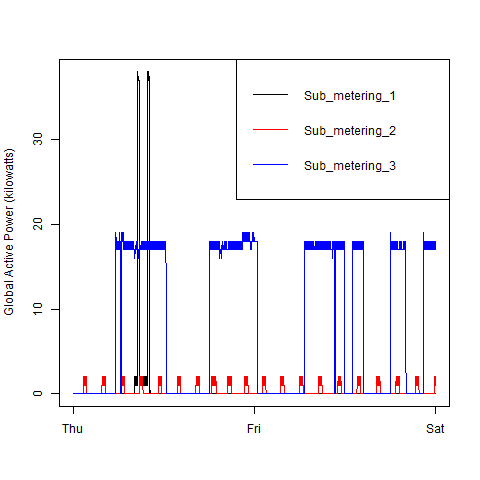 Sub_metering_1
Sub_metering_2
Sub_metering_3
Global Active Power (kilowatts)
30
20
10
0
Thu Fri Sat